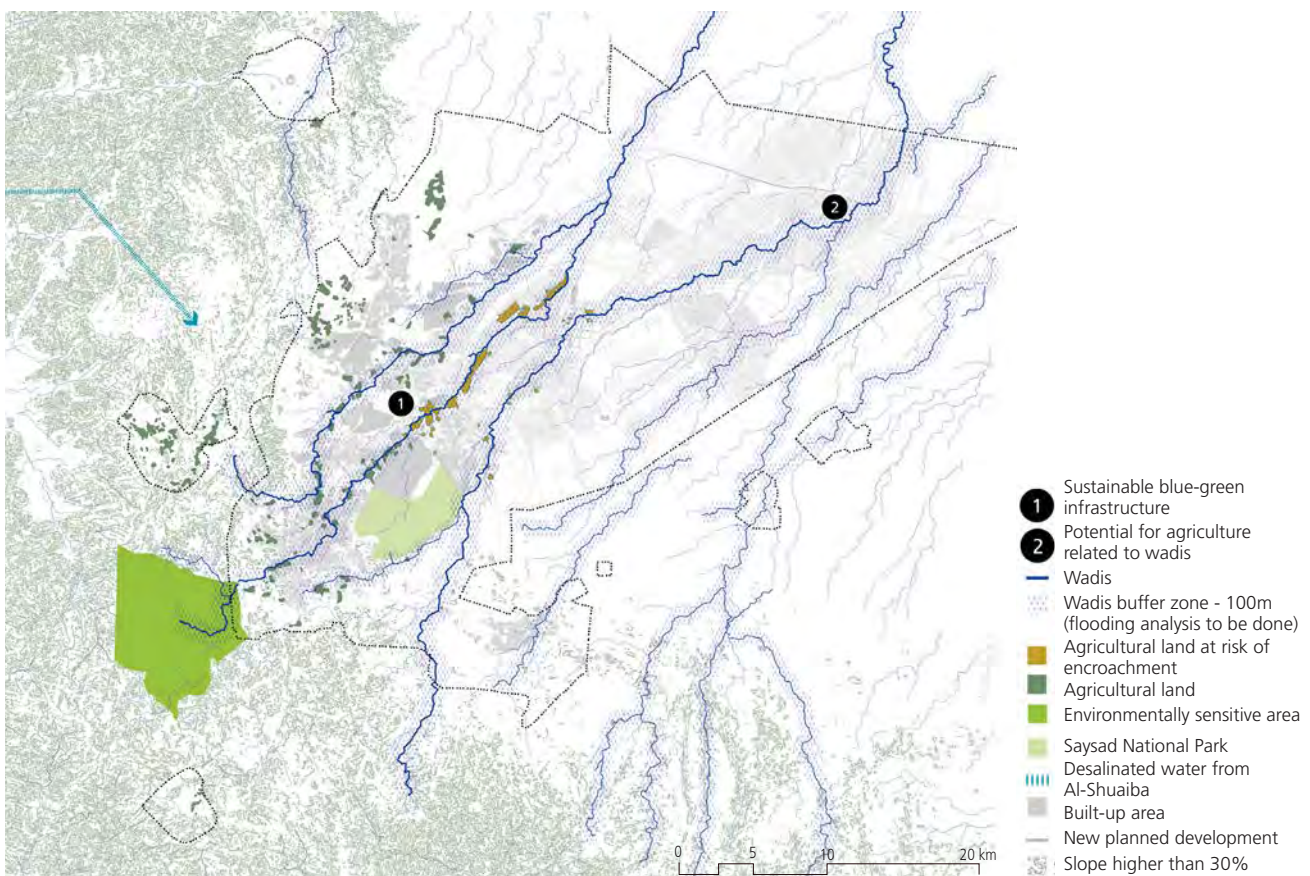 2
1
1 Sustainable blue-green
infrastructure
2 Potential for agriculture
related to wadis
Wadis
Wadis buffer zone - 100m
(flooding analysis to be done)
Agricultural land at risk of
encroachment
Agricultural land
Environmentally sensitive area
Saysad National Park
Desalinated water from
Al-Shuaiba
Built-up area
New planned development
Slope higher than 30%
0 5 10 20 km